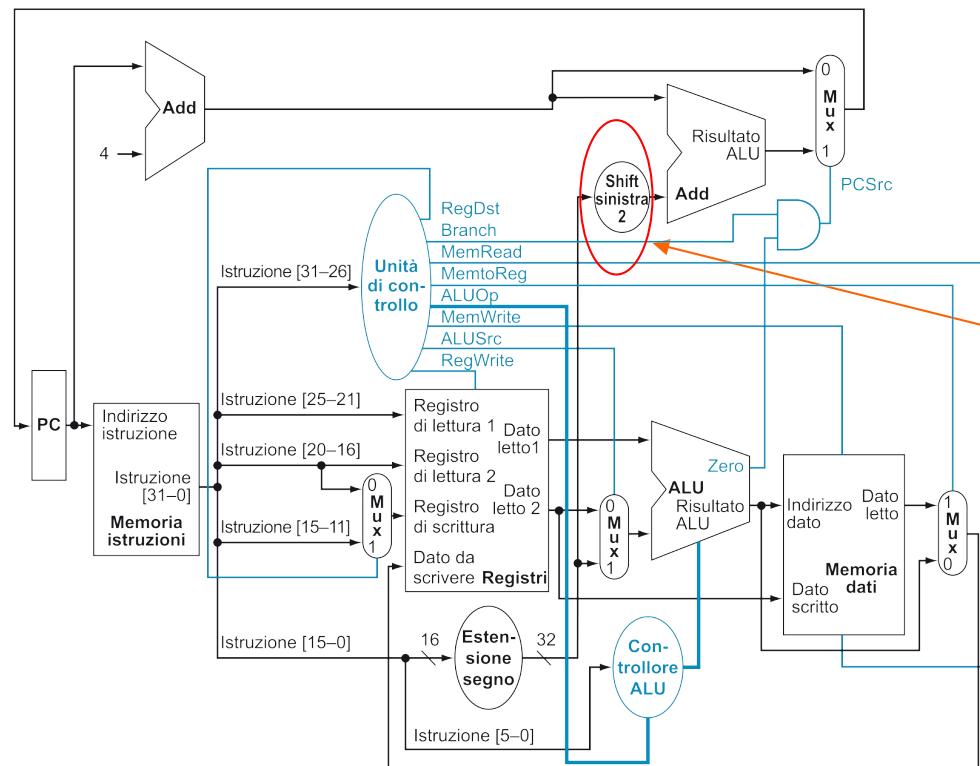 Add
4
0
Mux
1
Risultato
ALU
Add
Shift
sinistra
2
PCSrc
RegDst
Branch
MemRead
MemtoReg
ALUOp
MemWrite
ALUSrc
RegWrite
Unità
di con-
trollo
Istruzione [31–26]
PC
Indirizzo
istruzione
Istruzione
[31–0]
Memoria
istruzioni
Istruzione [25–21]
Istruzione [20–16]
Istruzione [15–11]
0
Mux
1
Registro
di lettura 1
Registro
di lettura 2
Registro
di scrittura
Dato da
scrivere
Registri
Dato
letto1
Dato
letto 2
0
Mux
1
Zero
ALU
Risultato
ALU
Indirizzo
dato
Dato
letto
Memoria
dati
Dato
scritto
1
Mux
0
Istruzione [15–0]
16
Esten-
sione
segno
32
Con-
trollore
ALU
Istruzione [5–0]